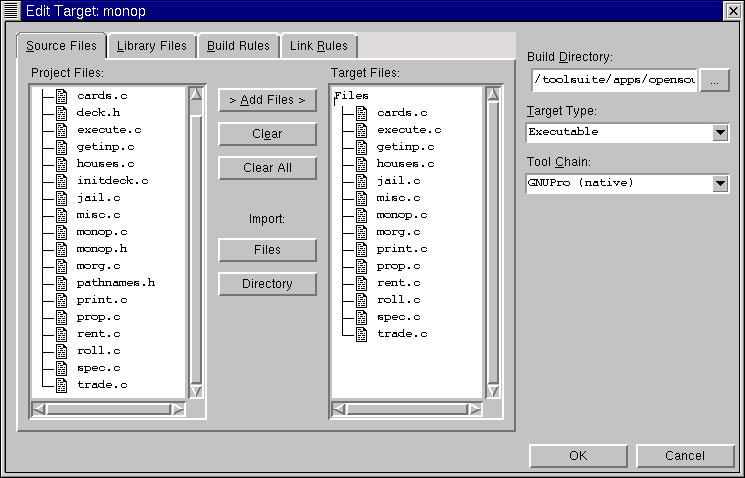 Edit Target: monop
Source Files
Library Files
Build Rules
Link Rules
Project Files:
cards.c
deck.h
execute.c
getinp.c
houses.c
initdeck.c
jail.c
misc.c
monop.c
monop.h
morg.c
pathnames.h
print.c
prop.c
rent.c
roll.c
spec.c
trade.c
> Add Files >
Clear
Clear All
Import:
Files
Directory
Target Files:
Files
cards.c
execute.c
getinp.c
houses.c
jail.c
misc.c
monop.c
morg.c
print.c
prop.c
rent.c
roll.c
spec.c
trade.c
Build Directory:
/toolsuite/apps/opensou
...
Target Type:
Executable
Tool Chain:
GNUPro (native)
OK
Cancel